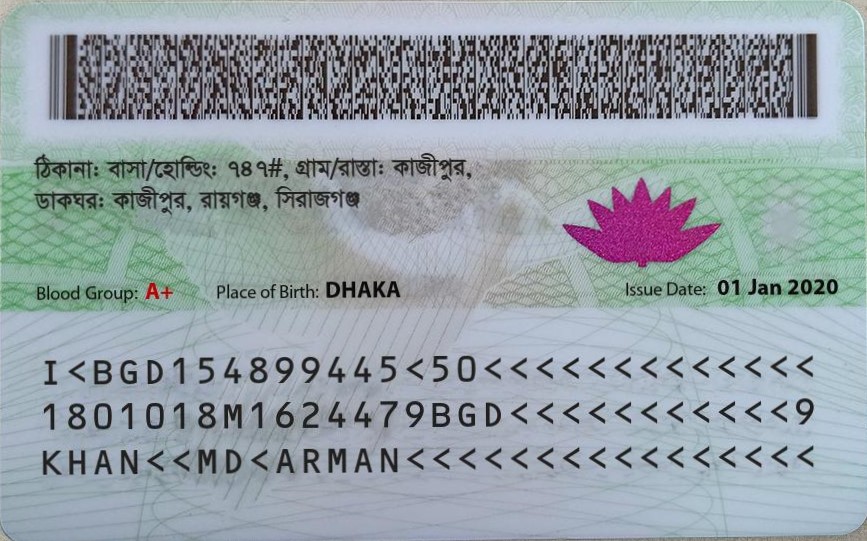 ঠিকানা: বাসা/হোল্ডিং: ৭৪৭#, গ্রাম/রাস্তা: কাজীপুর,
ডাকঘর: কাজীপুর, রায়গঞ্জ, সিরাজগঞ্জ
Blood Group: A+ Place of Birth: DHAKA Issue Date: 01 Jan 2020
I<BGD154899445<50<<<<<<<<<<<<<
1801018M1624479BGD<<<<<<<<<<<9
KHAN<<MD<ARMAN<<<<<<<<<<<<<<<<